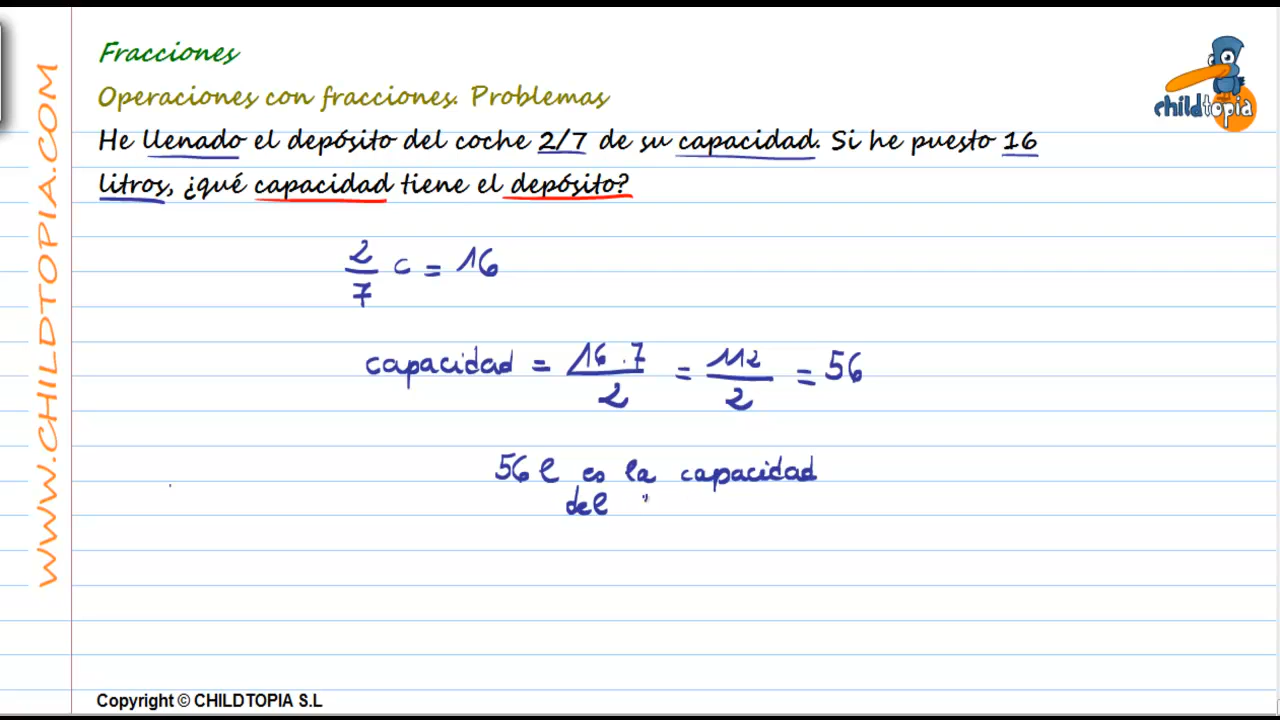 Fracciones
Operaciones con fracciones. Problemas
childtopia
He llenado el depósito del coche 2/7 de su capacidad. Si he puesto 16
litros, ¿qué capacidad tiene el depósito?
2/7 c = 16
capacidad = 16 . 7 / 2 = 112 / 2 = 56
56 l es la capacidad
del
WWW.CHILDTOPIA.COM
Copyright © CHILDTOPIA S.L